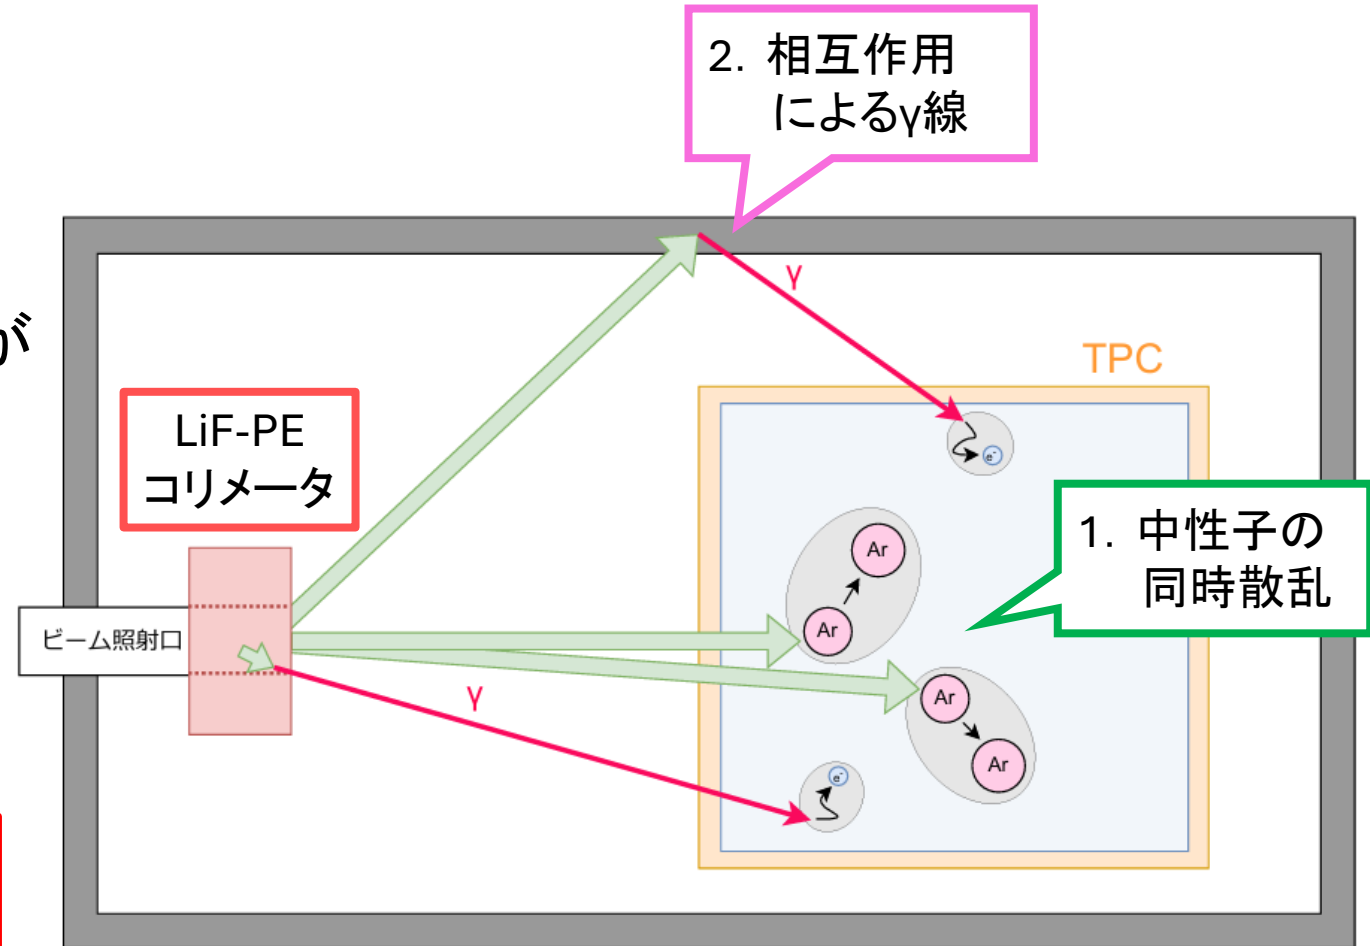 2. 相互作用
によるγ線
が
γ
TPC
LiF-PE
コリメータ
e⁻
1. 中性子の
同時散乱
Ar
Ar
ビーム照射口
γ
Ar
Ar
e⁻